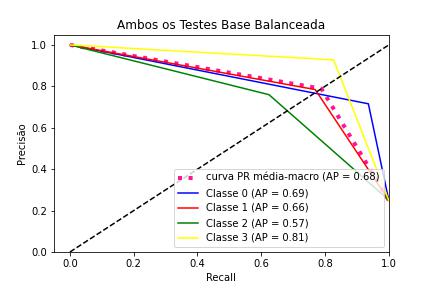 Ambos os Testes Base Balanceada
Precisão
1.0
0.8
0.6
0.4
0.2
0.0
curva PR média-macro (AP = 0.68)
Classe 0 (AP = 0.69)
Classe 1 (AP = 0.66)
Classe 2 (AP = 0.57)
Classe 3 (AP = 0.81)
0.0 0.2 0.4 0.6 0.8 1.0
Recall